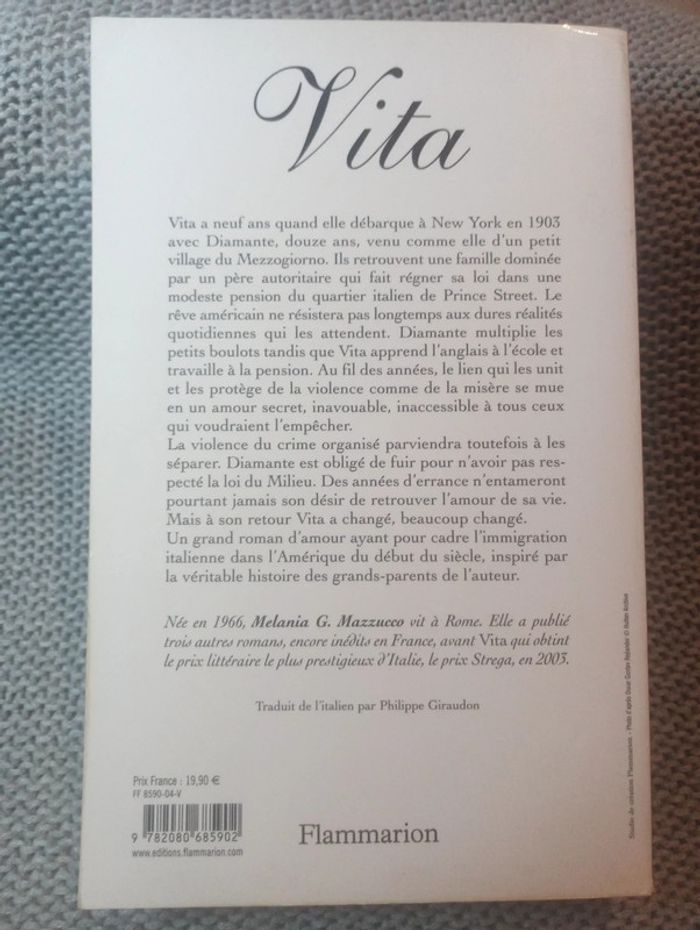 Vita
Vita a neuf ans quand elle débarque à New York en 1903
avec Diamante, douze ans, venu comme elle d'un petit
village du Mezzogiorno. Ils retrouvent une famille dominée
par un père autoritaire qui fait régner sa loi dans une
modeste pension du quartier italien de Prince Street. Le
rêve américain ne résistera pas longtemps aux dures réalités
quotidiennes qui les attendent. Diamante multiplie les
petits boulots tandis que Vita apprend l'anglais à l'école et
travaille à la pension. Au fil des années, le lien qui les unit
et les protège de la violence comme de la misère se mue
en un amour secret, inavouable, inaccessible à tous ceux
qui voudraient l'empêcher.
La violence du crime organisé parviendra toutefois à les
séparer. Diamante est obligé de fuir pour n'avoir pas res-
pecté la loi du Milieu. Des années d'errance n'entameront
pourtant jamais son désir de retrouver l'amour de sa vie.
Mais à son retour Vita a changé, beaucoup changé.
Un grand roman d'amour ayant pour cadre l'immigration
italienne dans l'Amérique du début du siècle, inspiré par
la véritable histoire des grands-parents de l'auteur.
Née en 1966, Melania G. Mazzucco vit à Rome. Elle a publié
trois autres romans, encore inédits en France, avant Vita qui obtint
le prix littéraire le plus prestigieux d'Italie, le prix Strega, en 2003.
Traduit de l'italien par Philippe Giraudon
Prix France : 19,90 €
FF 8590-04-V
9 782080 685902
www.editions.flammarion.com
Flammarion
Studio de création Flammarion - Photo d'après Oscar Gustav Rejlander © Hulton Archive